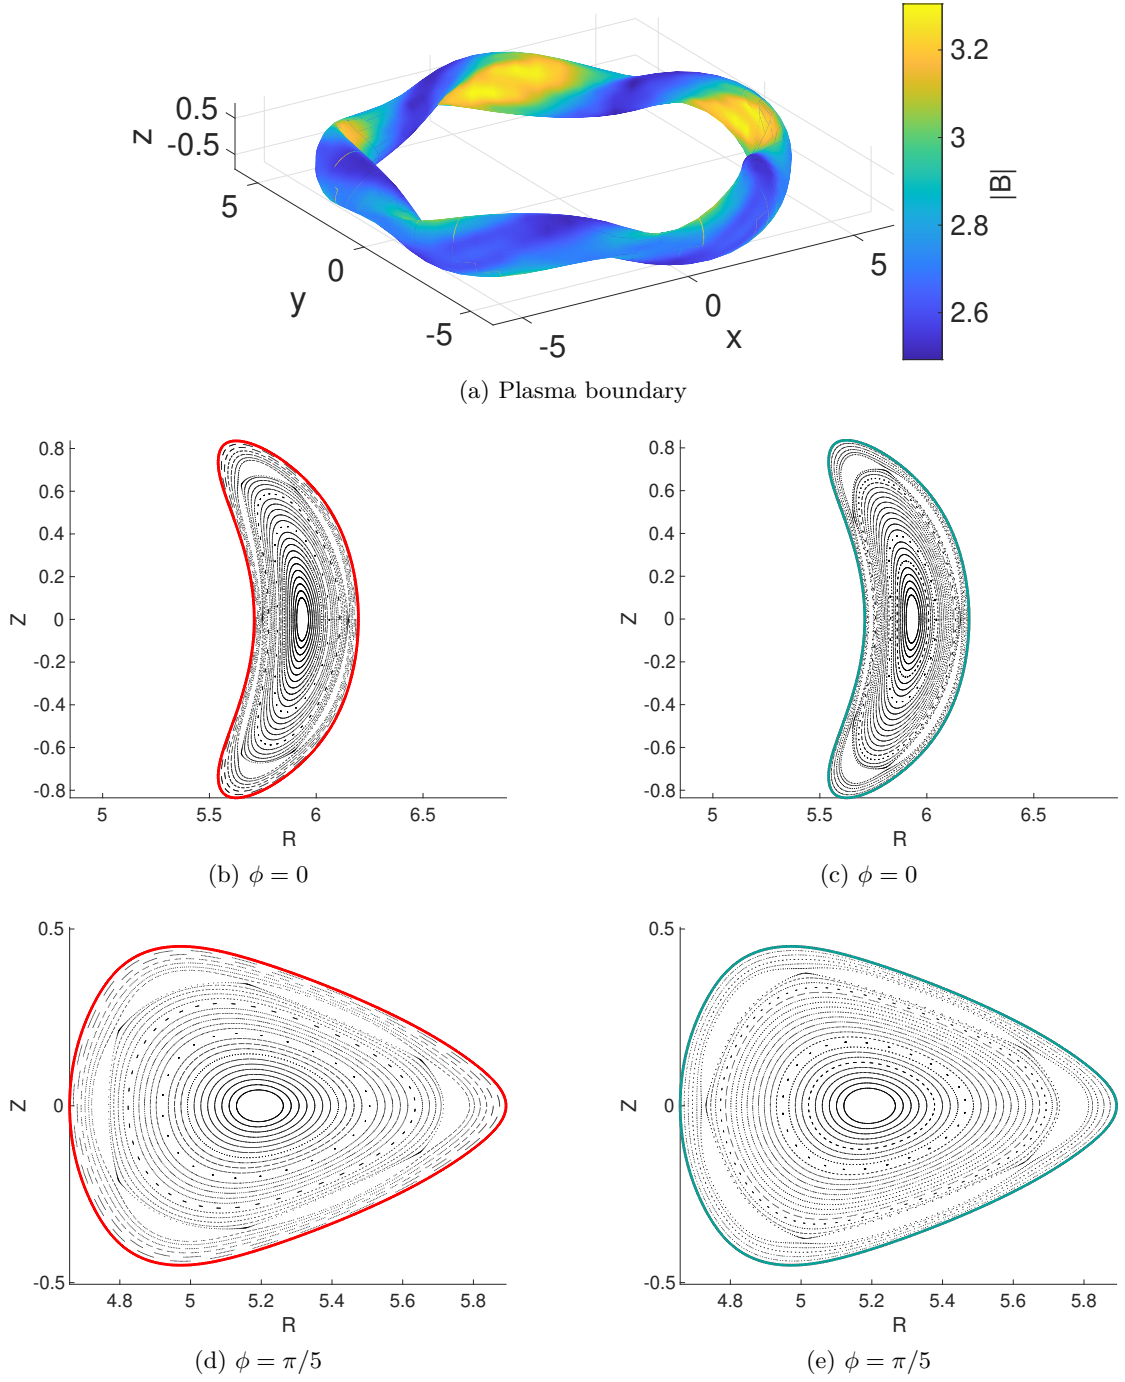 3.2
3
2.8
2.6
|B|
0.5
-0.5
z
5
0
-5
y
-5
0
5
x
(a) Plasma boundary
0.8
0.6
0.4
0.2
0
-0.2
-0.4
-0.6
-0.8
Z
5 5.5 6 6.5
R
(b) ϕ = 0
0.8
0.6
0.4
0.2
0
-0.2
-0.4
-0.6
-0.8
Z
5 5.5 6 6.5
R
(c) ϕ = 0
0.5
0
-0.5
Z
4.8 5 5.2 5.4 5.6 5.8
R
(d) ϕ = π/5
0.5
0
-0.5
Z
4.8 5 5.2 5.4 5.6 5.8
R
(e) ϕ = π/5